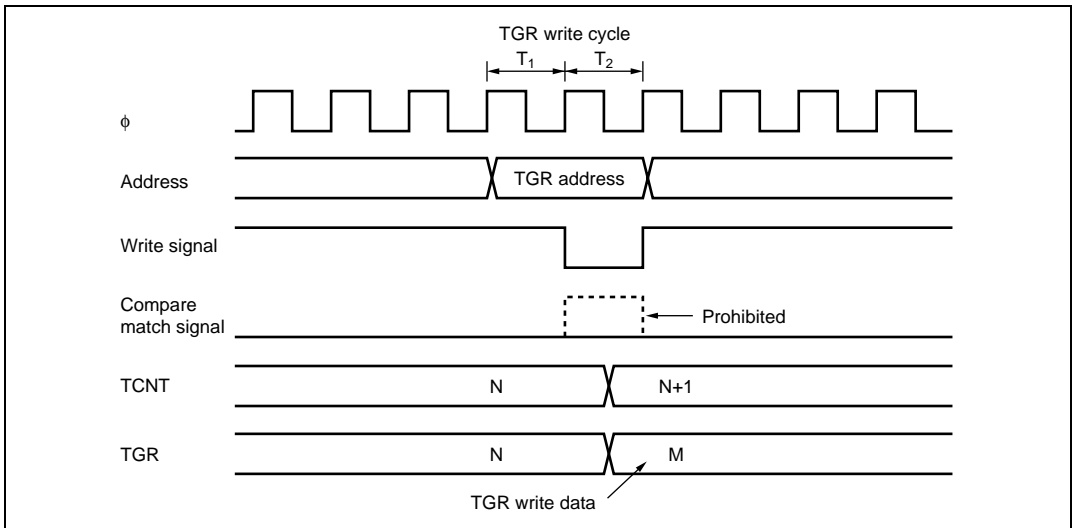 TGR write cycle
T₁ T₂
ϕ
Address TGR address
Write signal
Compare
match signal
Prohibited
TCNT N N+1
TGR N M
TGR write data